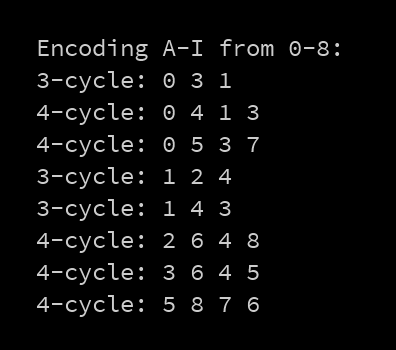 Encoding A-I from 0-8:
3-cycle: 0 3 1
4-cycle: 0 4 1 3
4-cycle: 0 5 3 7
3-cycle: 1 2 4
3-cycle: 1 4 3
4-cycle: 2 6 4 8
4-cycle: 3 6 4 5
4-cycle: 5 8 7 6